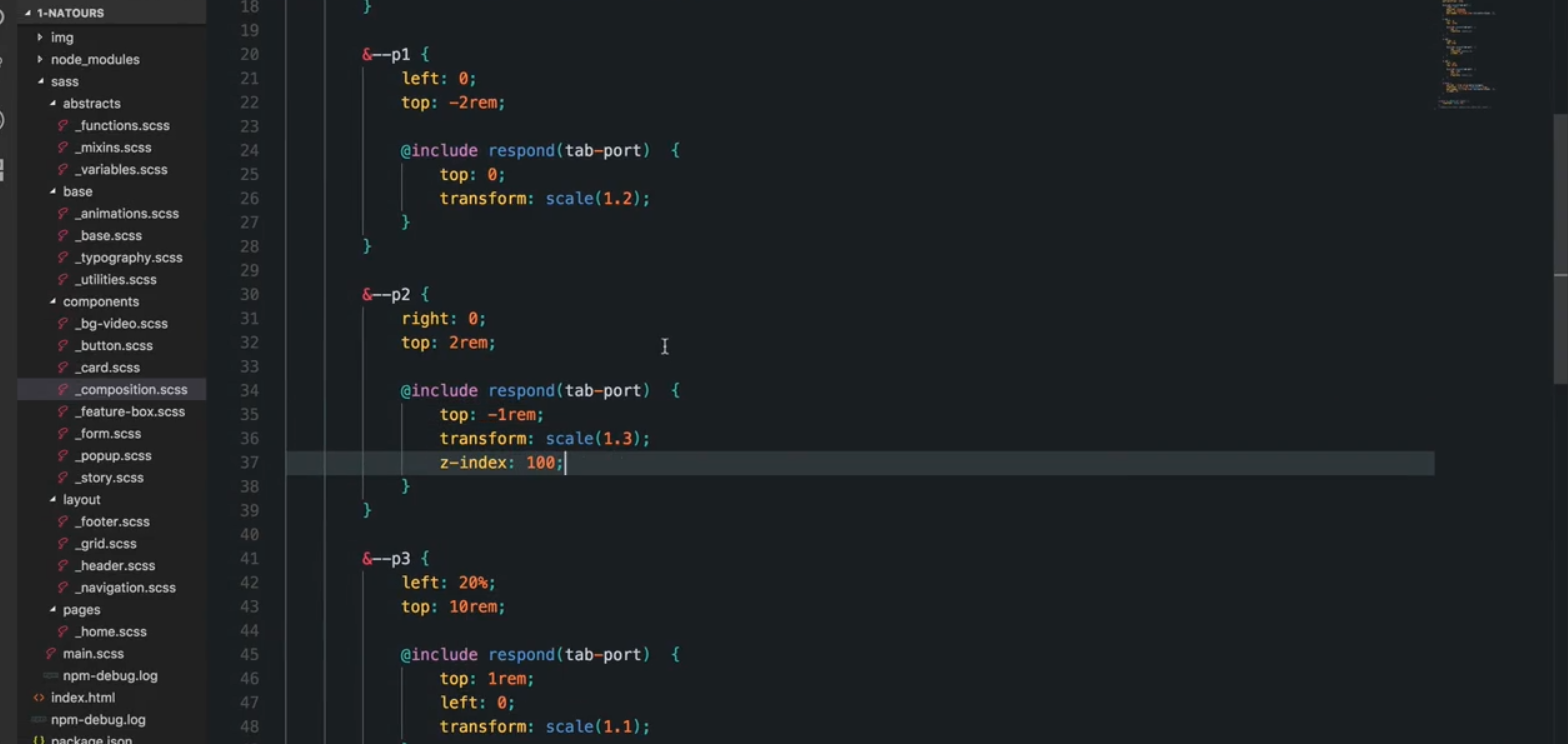 1-NATOURS
img
node_modules
sass
abstracts
_functions.scss
_mixins.scss
_variables.scss
base
_animations.scss
_base.scss
_typography.scss
_utilities.scss
components
_bg-video.scss
_button.scss
_card.scss
_composition.scss
_feature-box.scss
_form.scss
_popup.scss
_story.scss
layout
_footer.scss
_grid.scss
_header.scss
_navigation.scss
pages
_home.scss
main.scss
npm-debug.log
index.html
npm-debug.log
package.json
18 }
19
20 &--p1 {
21 left: 0;
22 top: -2rem;
23
24 @include respond(tab-port)  {
25 top: 0;
26 transform: scale(1.2);
27 }
28 }
29
30 &--p2 {
31 right: 0;
32 top: 2rem;
33
34 @include respond(tab-port)  {
35 top: -1rem;
36 transform: scale(1.3);
37 z-index: 100;
38 }
39 }
40
41 &--p3 {
42 left: 20%;
43 top: 10rem;
44
45 @include respond(tab-port)  {
46 top: 1rem;
47 left: 0;
48 transform: scale(1.1);